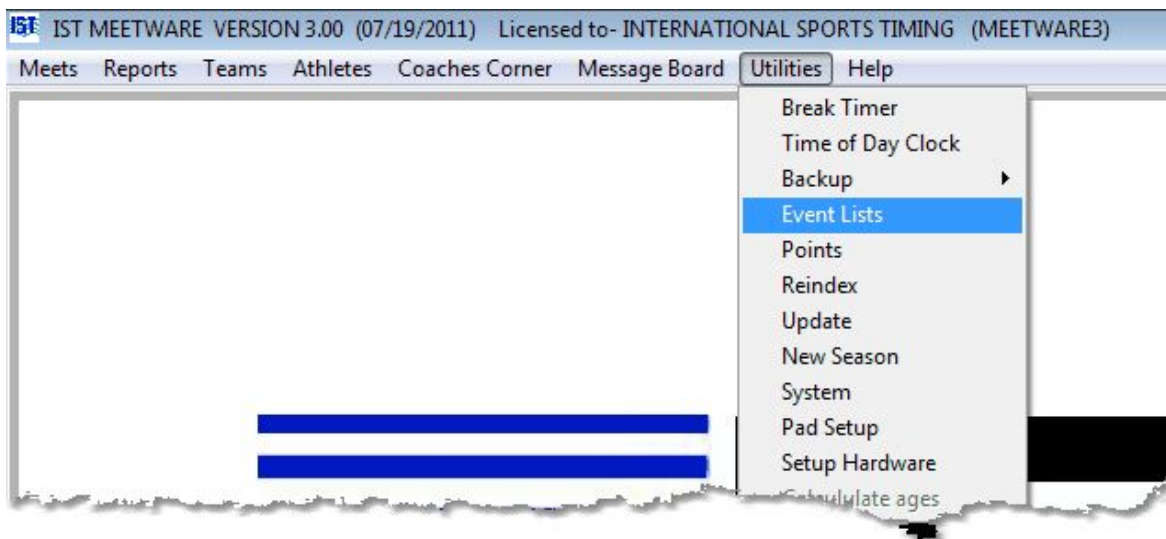 IST IST MEETWARE VERSION 3.00 (07/19/2011) Licensed to- INTERNATIONAL SPORTS TIMING (MEETWARE3)
Meets Reports Teams Athletes Coaches Corner Message Board Utilities Help
Break Timer
Time of Day Clock
Backup
Event Lists
Points
Reindex
Update
New Season
System
Pad Setup
Setup Hardware
ages